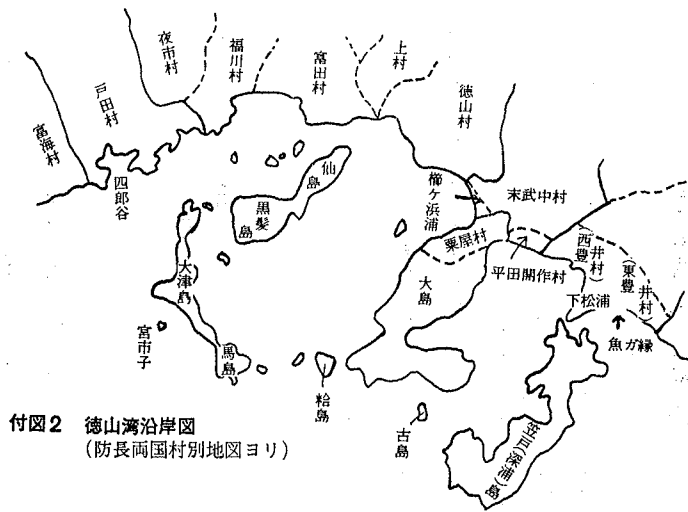 富海村
戸田村
夜市村
福川村
富田村
上村
徳山村
四郎谷
仙島
黒髪島
櫛ケ浜浦
末武中村
栗屋村
平田開作村
(西豊井村)
(東豊井村)
大島
下松浦
魚ガ縁
大津島
宮市子
馬島
粭島
古島
笠戸(深浦)島
付図2 徳山湾沿岸図
(防長両国村別地図ヨリ)